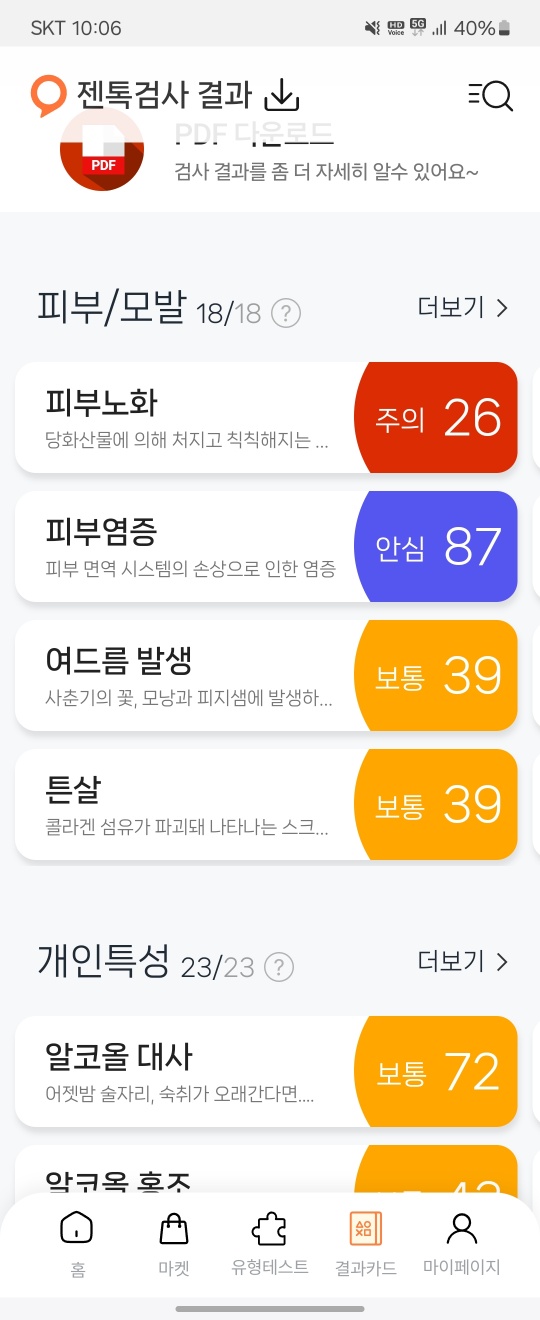 SKT 10:06 HD Voice 5G 40%
젠톡검사 결과
PDF 다운로드
PDF
검사 결과를 좀 더 자세히 알수 있어요~
피부/모발 18/18 ? 더보기
피부노화
당화산물에 의해 처지고 칙칙해지는 ...
주의 26
피부염증
피부 면역 시스템의 손상으로 인한 염증
안심 87
여드름 발생
사춘기의 꽃, 모낭과 피지샘에 발생하...
보통 39
튼살
콜라겐 섬유가 파괴돼 나타나는 스크...
보통 39
개인특성 23/23 ? 더보기
알코올 대사
어젯밤 술자리, 숙취가 오래간다면....
보통 72
알코올 홍조
홈 마켓 유형테스트 결과카드 마이페이지